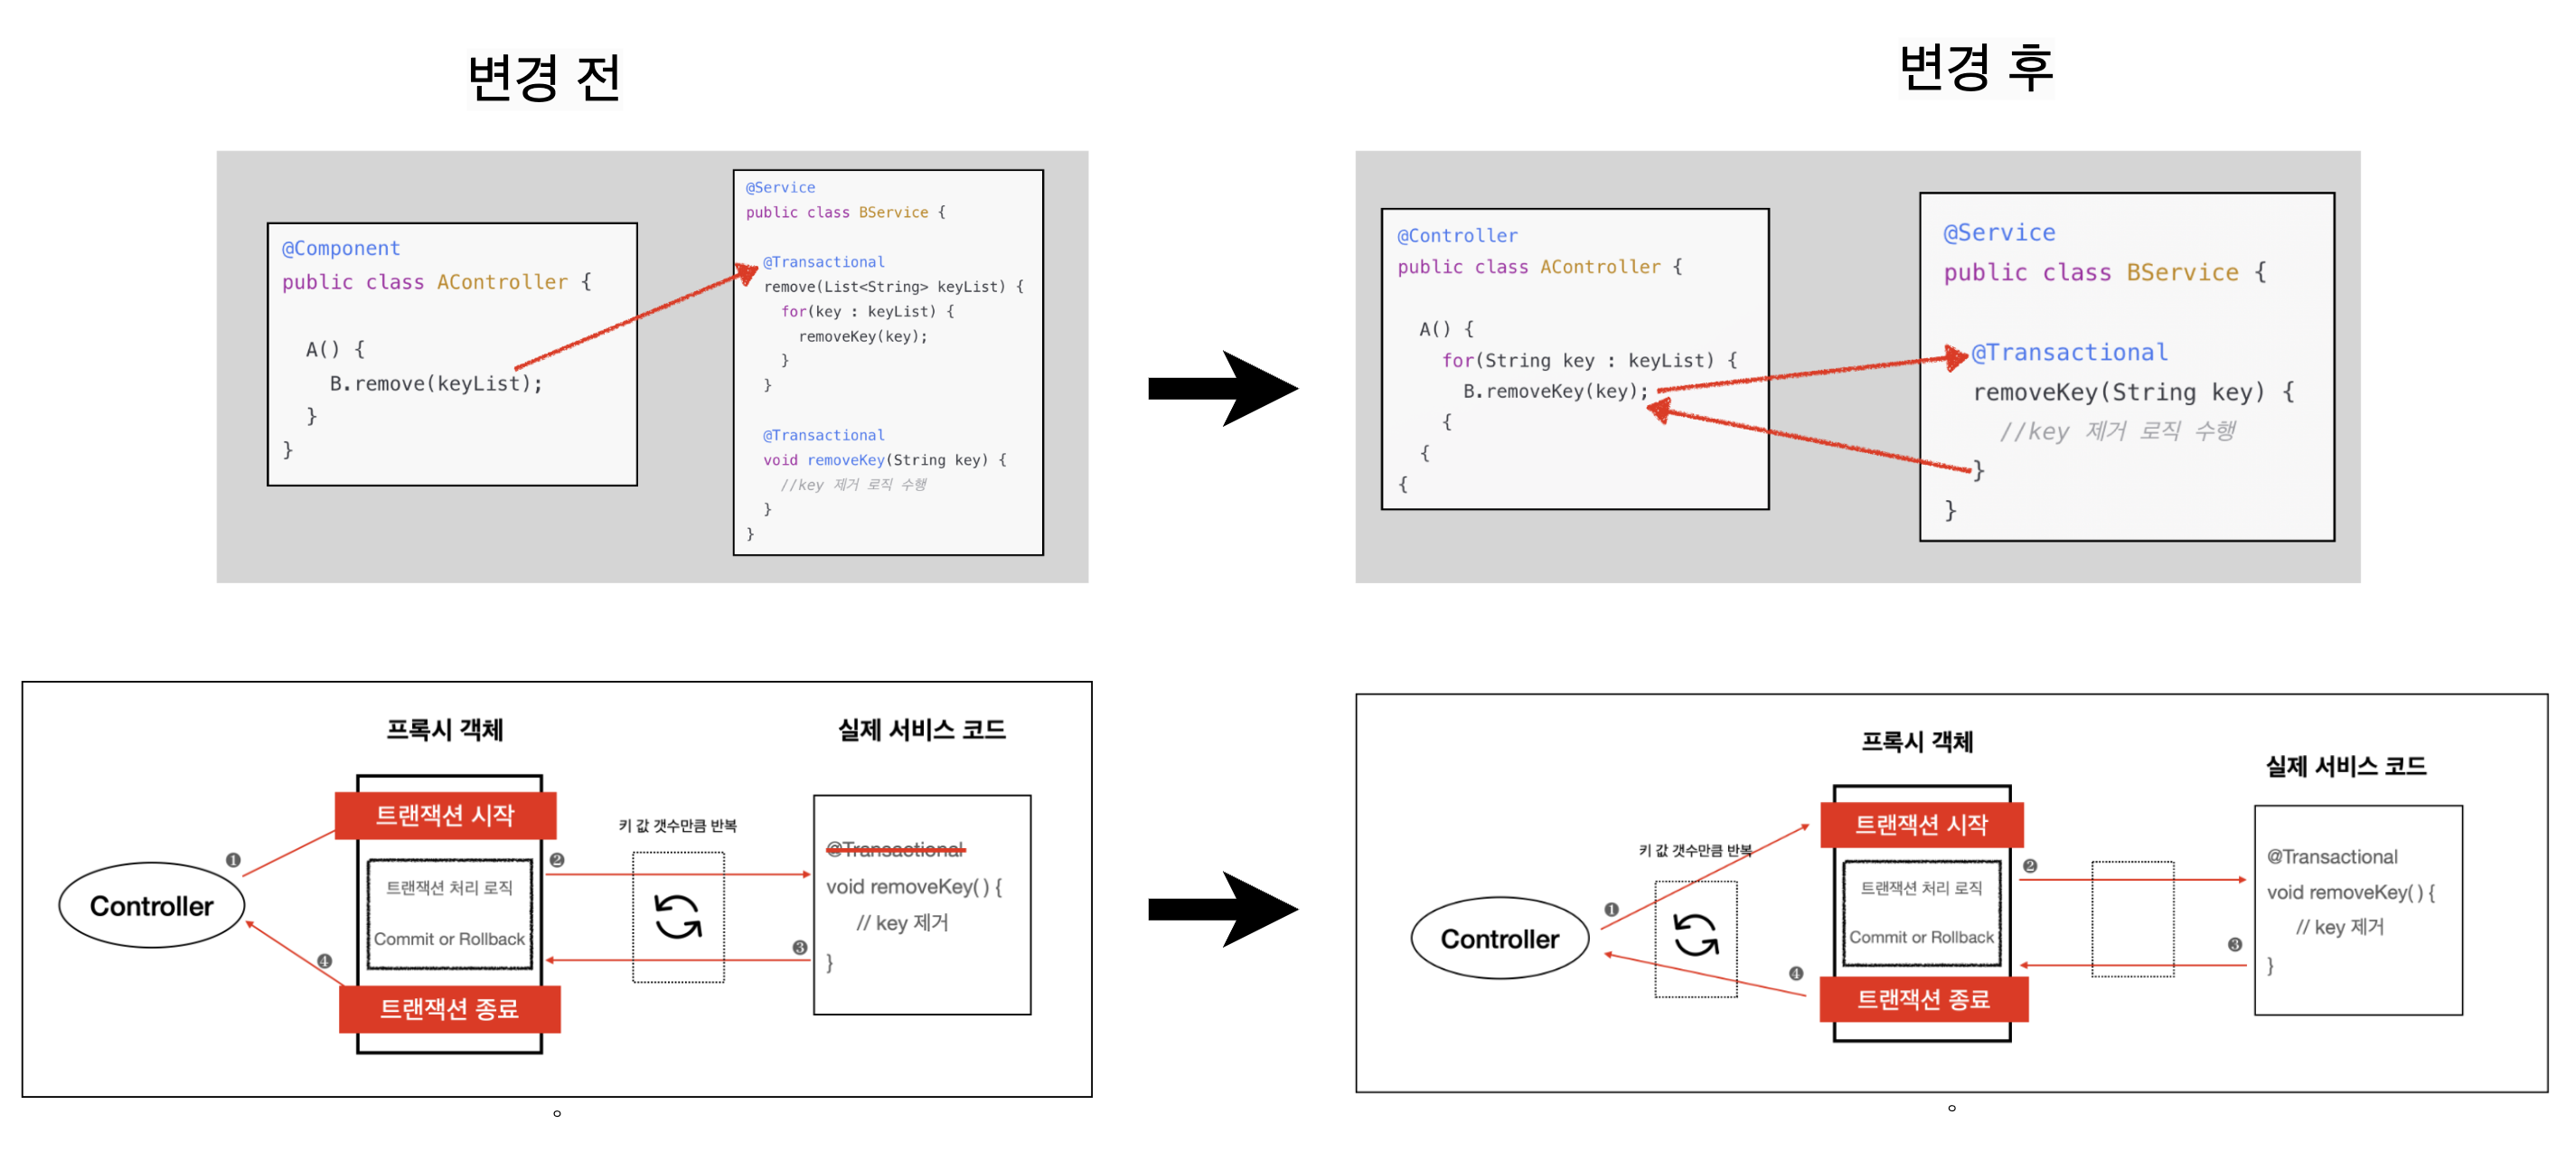 변경 전
@Component
public class AController {
A() {
B.remove(keyList);
}
}
@Service
public class BService {
@Transactional
remove(List<String> keyList) {
for(key : keyList) {
removeKey(key);
}
}
@Transactional
void removeKey(String key) {
//key 제거 로직 수행
}
}
변경 후
@Controller
public class AController {
A() {
for(String key : keyList) {
B.removeKey(key);
{
{
{
@Service
public class BService {
@Transactional
removeKey(String key) {
//key 제거 로직 수행
}
}
프록시 객체
실제 서비스 코드
트랜잭션 시작
키 값 갯수만큼 반복
❶
❷
@Transactional
트랜잭션 처리 로직
void removeKey() {
Controller
// key 제거
Commit or Rollback
❸
❹
}
트랜잭션 종료
프록시 객체
실제 서비스 코드
트랜잭션 시작
키 값 갯수만큼 반복
❷
@Transactional
트랜잭션 처리 로직
void removeKey() {
❶
// key 제거
Controller
Commit or Rollback
❸
❹
}
트랜잭션 종료